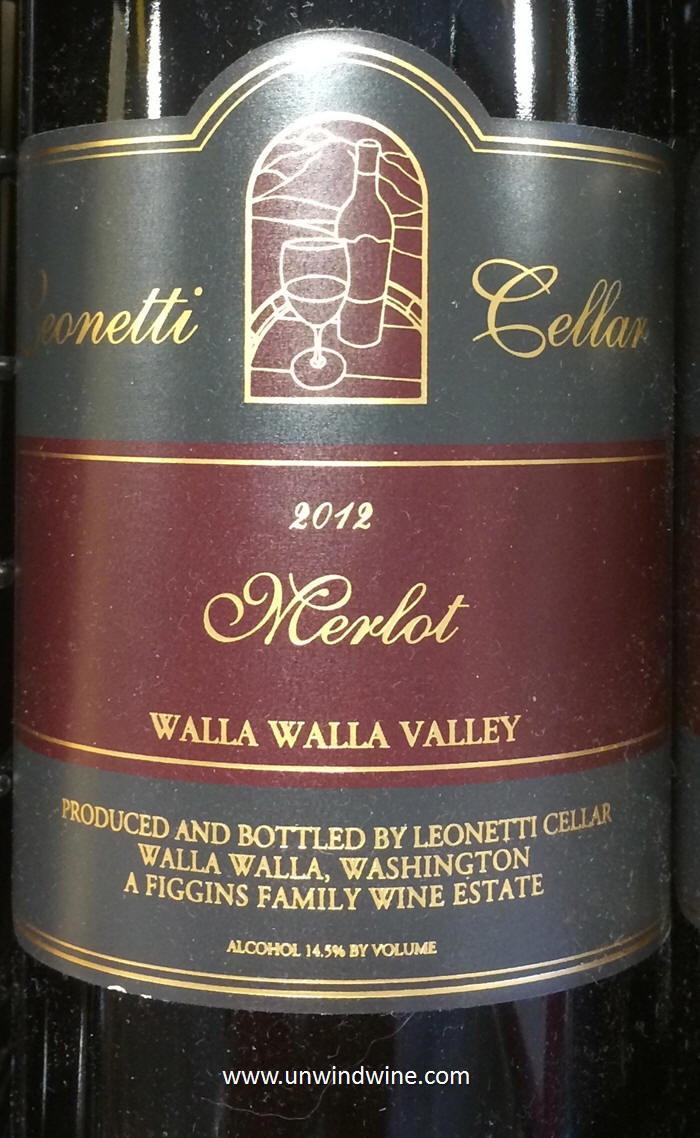 Leonetti Cellar
2012
Merlot
WALLA WALLA VALLEY
PRODUCED AND BOTTLED BY LEONETTI CELLAR
WALLA WALLA, WASHINGTON
A FIGGINS FAMILY WINE ESTATE
ALCOHOL 14.5% BY VOLUME
www.unwindwine.com